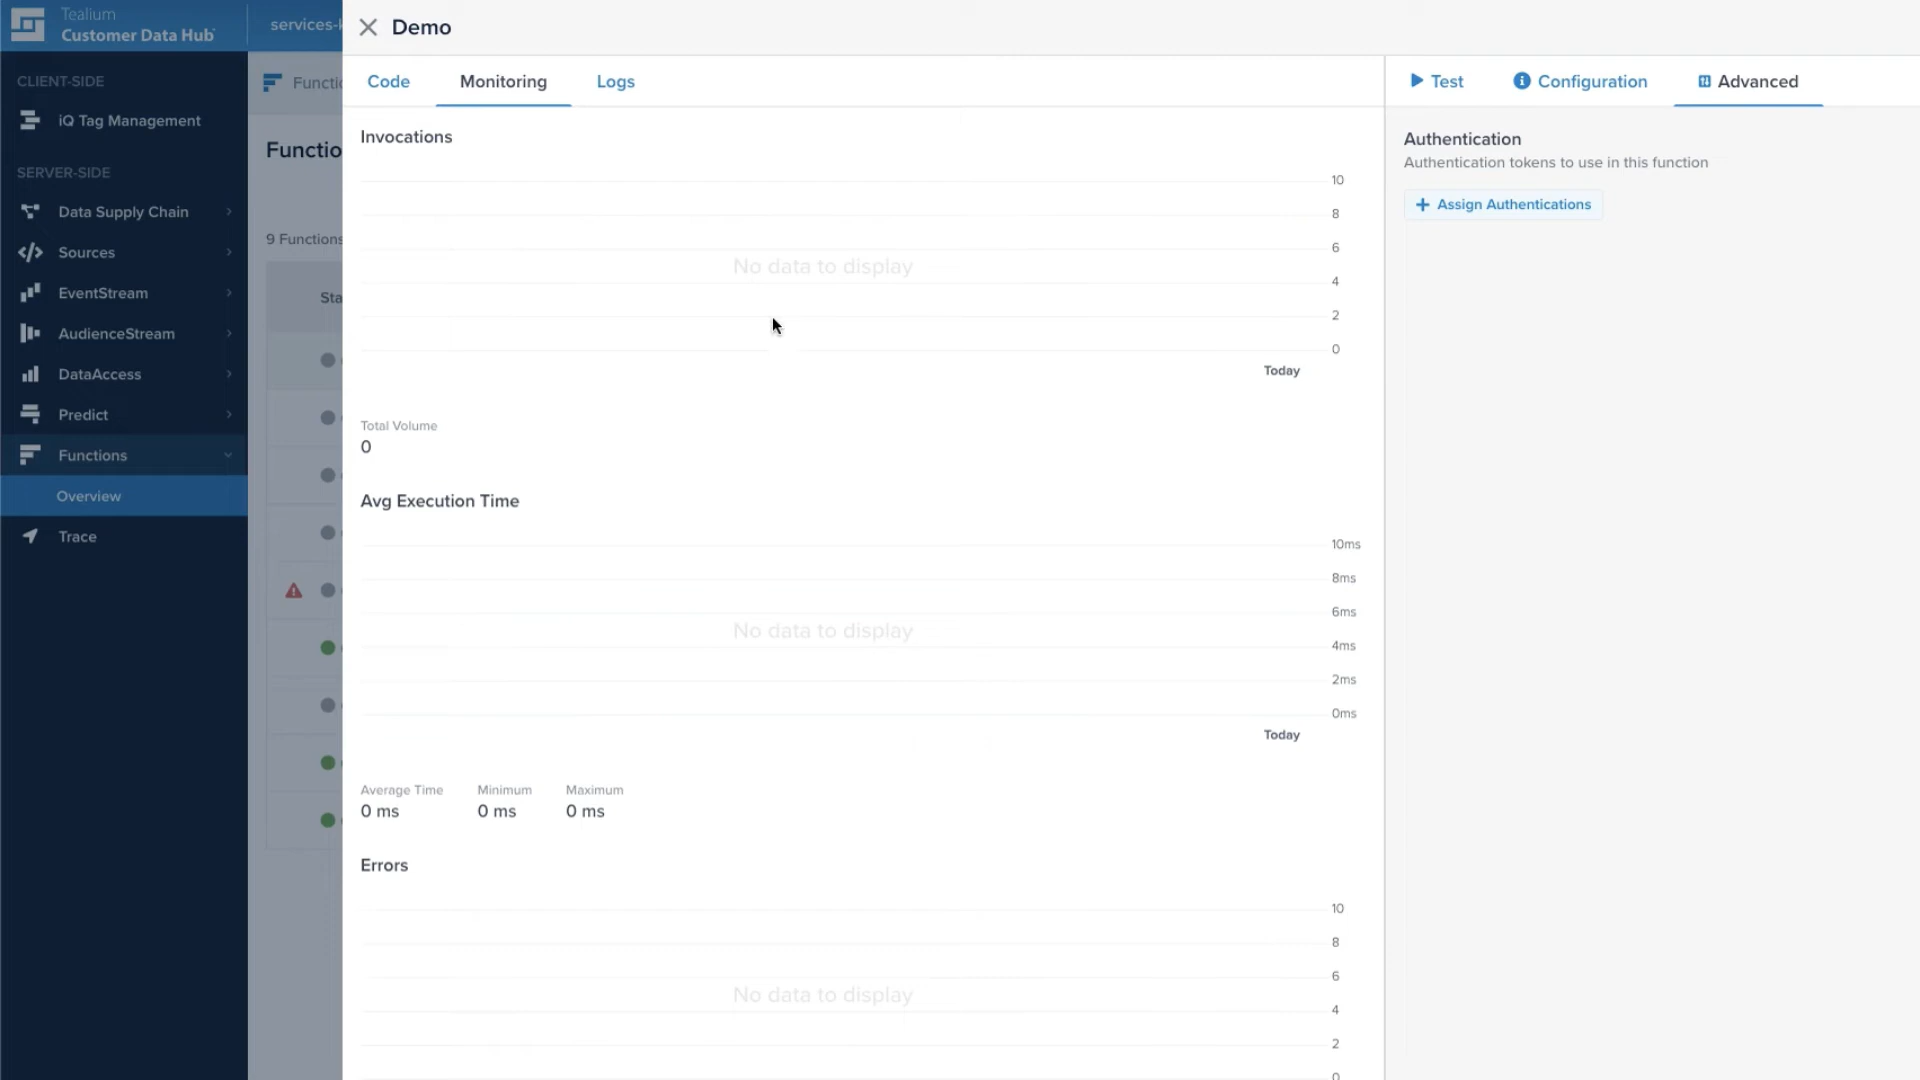 Tealium
Customer Data Hub
services-
Demo
CLIENT-SIDE
iQ Tag Management
SERVER-SIDE
Data Supply Chain
Sources
EventStream
AudienceStream
DataAccess
Predict
Functions
Overview
Trace
Functio
9 Functions
Sta
Code
Monitoring
Logs
Invocations
10
8
6
No data to display
4
2
0
Today
Total Volume
0
Avg Execution Time
10ms
8ms
6ms
No data to display
4ms
2ms
0ms
Today
Average Time Minimum Maximum
0 ms 0 ms 0 ms
Errors
10
8
6
No data to display
4
2
0
Test
Configuration
Advanced
Authentication
Authentication tokens to use in this function
+ Assign Authentications